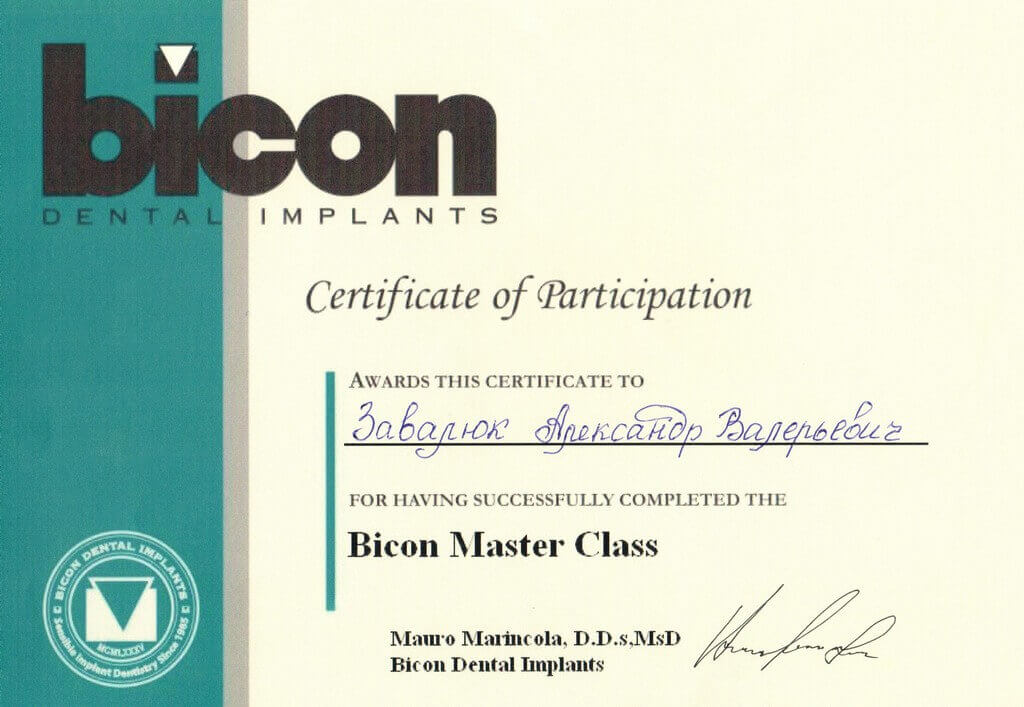 bicon
DENTAL IMPLANTS
Certificate of Participation
AWARDS THIS CERTIFICATE TO
Завалюк Александр Валерьевич
FOR HAVING SUCCESSFULLY COMPLETED THE
Bicon Master Class
Mauro Marincola, D.D.s,MsD
Bicon Dental Implants
BICON DENTAL IMPLANTS
MCMLXXXV
Sensible Implant Dentistry Since 1985